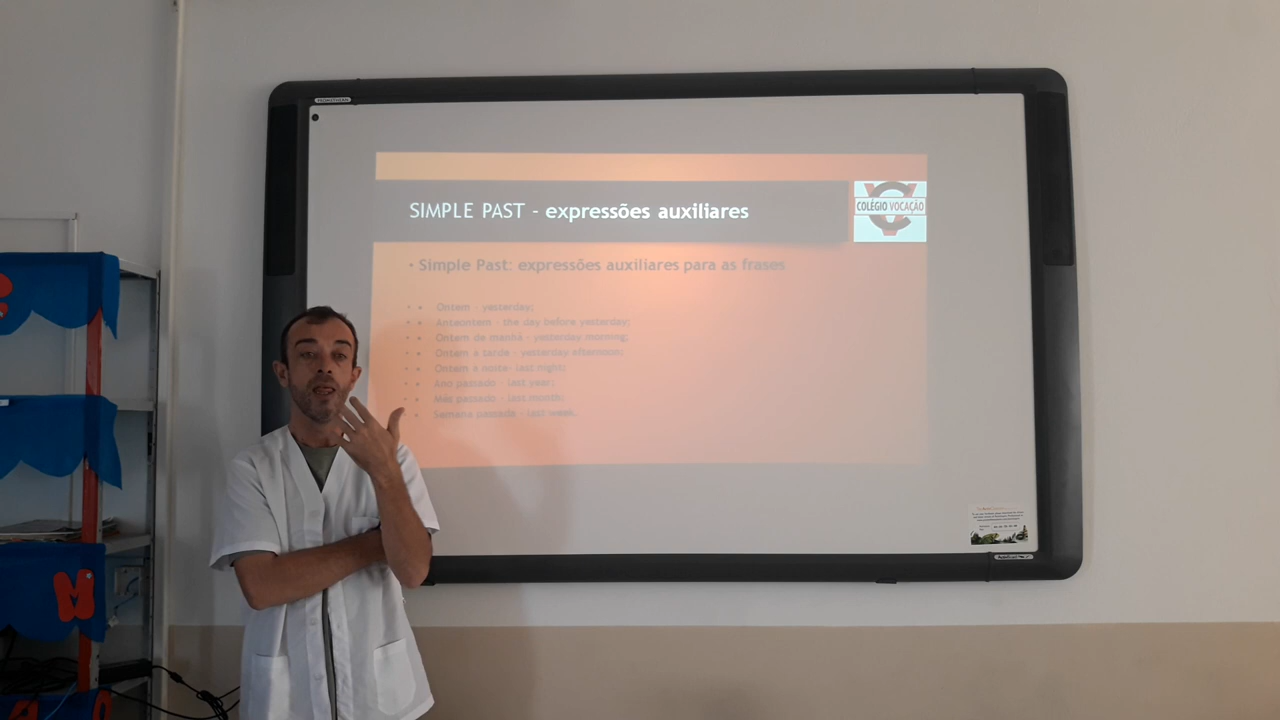 PROMETHEAN
SIMPLE PAST - expressões auxiliares
COLÉGIO VOCAÇÃO
• Simple Past: expressões auxiliares para as frases
• • Ontem - yesterday;
• • Anteontem - the day before yesterday;
• • Ontem de manhã - yesterday morning;
• • Ontem à tarde - yesterday afternoon;
• • Ontem à noite- last night;
• • Ano passado - last year;
• • Mês passado - last month;
• • Semana passada - last week.
M